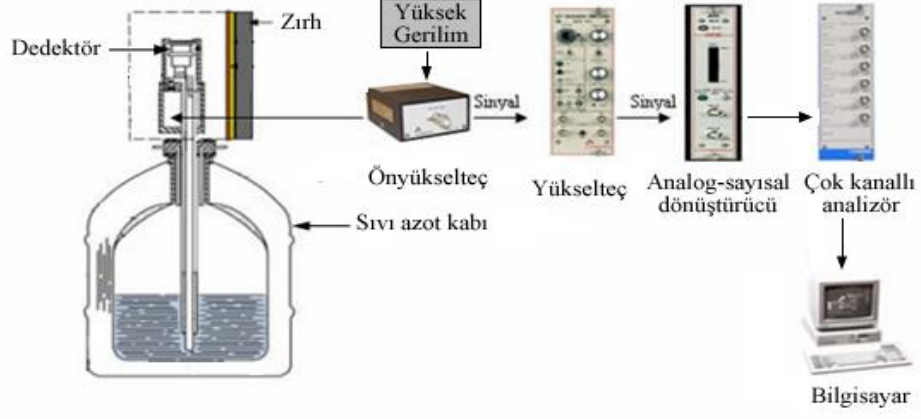 Dedektör
Zırh
Yüksek
Gerilim
Sinyal
Sinyal
Önyükselteç
Yükselteç
Analog-sayısal
dönüştürücü
Çok kanallı
analizör
Sıvı azot kabı
Bilgisayar